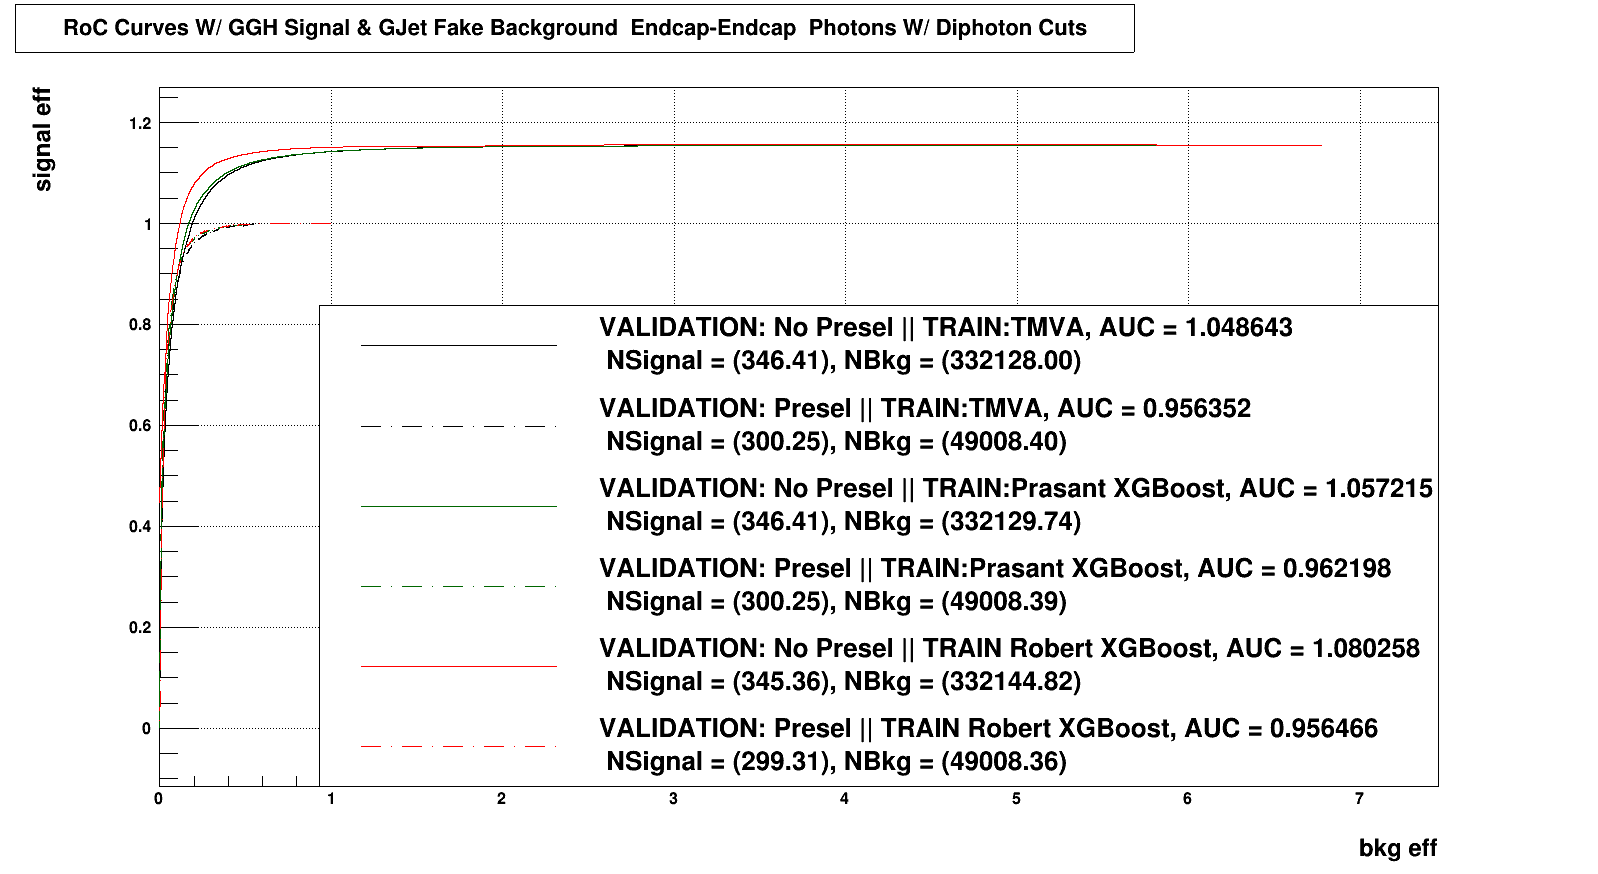 RoC Curves W/ GGH Signal & GJet Fake Background  Endcap-Endcap  Photons W/ Diphoton Cuts
signal eff
1.2
1
0.8
0.6
0.4
0.2
0
VALIDATION: No Presel || TRAIN:TMVA, AUC = 1.048643
NSignal = (346.41), NBkg = (332128.00)
VALIDATION: Presel || TRAIN:TMVA, AUC = 0.956352
NSignal = (300.25), NBkg = (49008.40)
VALIDATION: No Presel || TRAIN:Prasant XGBoost, AUC = 1.057215
NSignal = (346.41), NBkg = (332129.74)
VALIDATION: Presel || TRAIN:Prasant XGBoost, AUC = 0.962198
NSignal = (300.25), NBkg = (49008.39)
VALIDATION: No Presel || TRAIN Robert XGBoost, AUC = 1.080258
NSignal = (345.36), NBkg = (332144.82)
VALIDATION: Presel || TRAIN Robert XGBoost, AUC = 0.956466
NSignal = (299.31), NBkg = (49008.36)
0 1 2 3 4 5 6 7
bkg eff